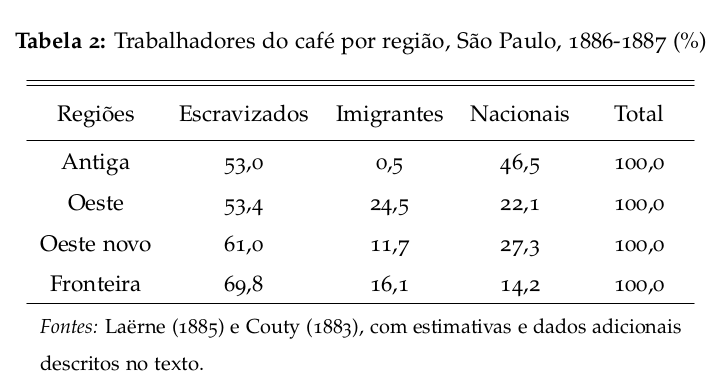 Tabela 2: Trabalhadores do café por região, São Paulo, 1886-1887 (%)
Regiões Escravizados Imigrantes Nacionais Total
Antiga 53,0 0,5 46,5 100,0
Oeste 53,4 24,5 22,1 100,0
Oeste novo 61,0 11,7 27,3 100,0
Fronteira 69,8 16,1 14,2 100,0
Fontes: Laërne (1885) e Couty (1883), com estimativas e dados adicionais
descritos no texto.